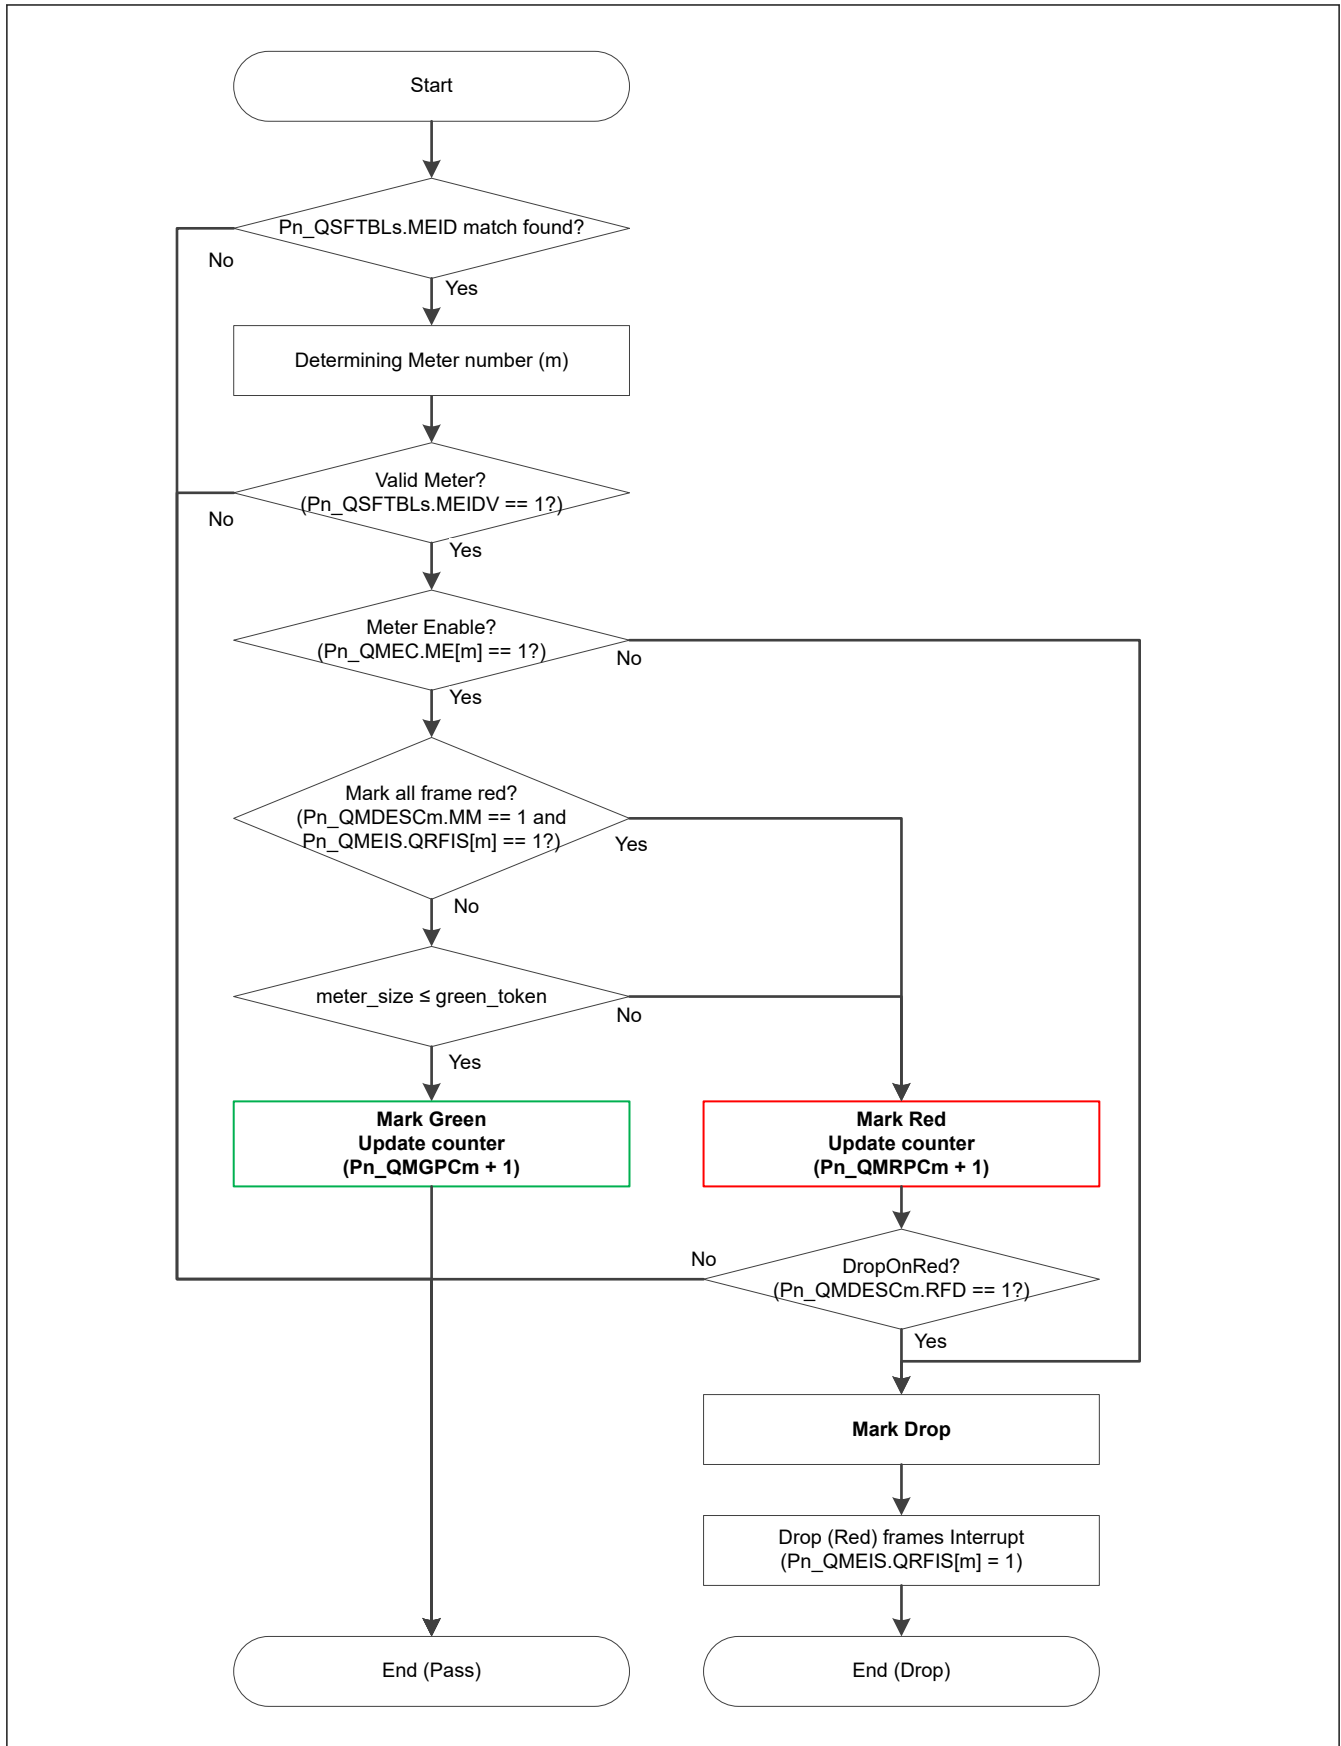 Start
Pn_QSFTBLs.MEID match found?
No
Yes
Determining Meter number (m)
Valid Meter?
(Pn_QSFTBLs.MEIDV == 1?)
No
Yes
Meter Enable?
(Pn_QMEC.ME[m] == 1?)
No
Yes
Mark all frame red?
(Pn_QMDESCm.MM == 1 and
Pn_QMEIS.QRFIS[m] == 1?)
Yes
No
meter_size ≤ green_token
No
Yes
Mark Green
Update counter
(Pn_QMGPCm + 1)
Mark Red
Update counter
(Pn_QMRPCm + 1)
No
DropOnRed?
(Pn_QMDESCm.RFD == 1?)
Yes
Mark Drop
Drop (Red) frames Interrupt
(Pn_QMEIS.QRFIS[m] = 1)
End (Pass)
End (Drop)